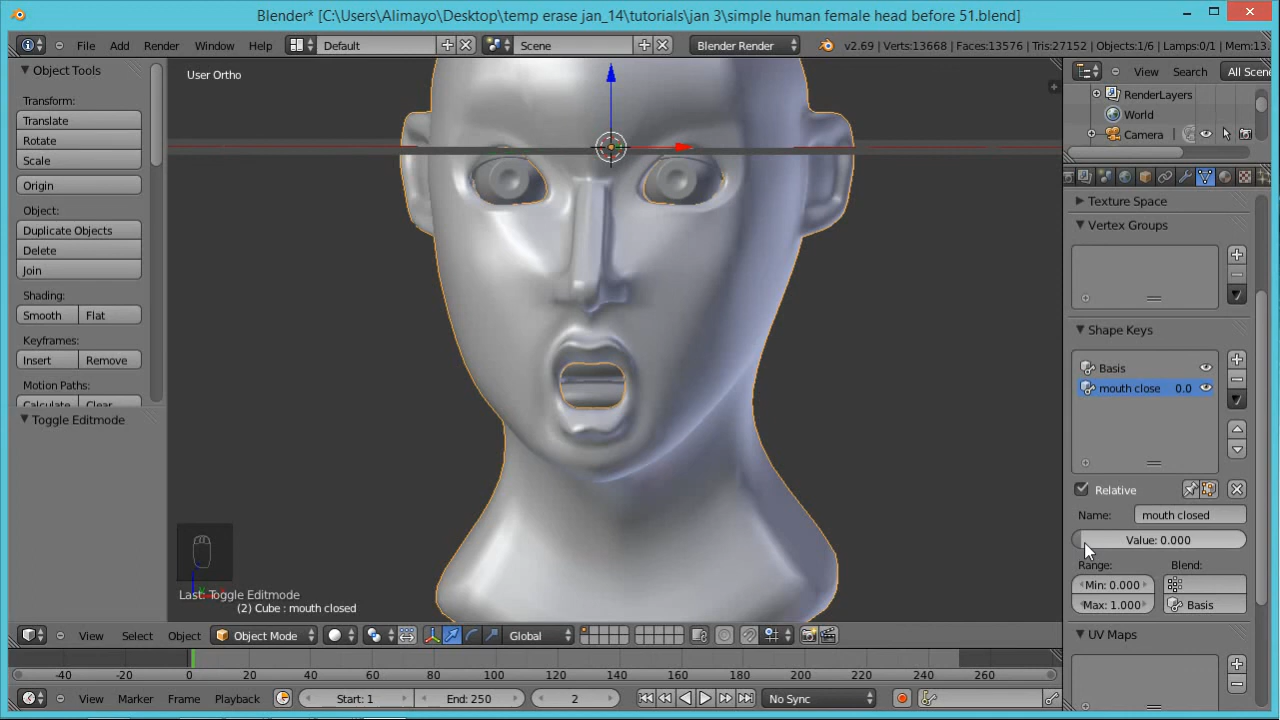 Blender* [C:\Users\Alimayo\Desktop\temp erase jan_14\tutorials\jan 3\simple human female head before 51.blend]
File Add Render Window Help Default Scene Blender Render v2.69 | Verts:13668 | Faces:13576 | Tris:27152 | Objects:1/6 | Lamps:0/1 | Mem:13.
Object Tools
Transform:
Translate
Rotate
Scale
Origin
Object:
Duplicate Objects
Delete
Join
Shading:
Smooth Flat
Keyframes:
Insert Remove
Motion Paths:
Calculate Clear
Toggle Editmode
User Ortho
Last: Toggle Editmode
(2) Cube : mouth closed
View Select Object Object Mode Global
-40 -20 0 20 40 60 80 100 120 140 160 180 200 220 240 260
View Marker Frame Playback Start: 1 End: 250 2 No Sync
View Search All Scene
RenderLayers
World
Camera
Texture Space
Vertex Groups
Shape Keys
Basis
mouth close 0.0
Relative
Name: mouth closed
Value: 0.000
Range: Blend:
Min: 0.000
Max: 1.000 Basis
UV Maps